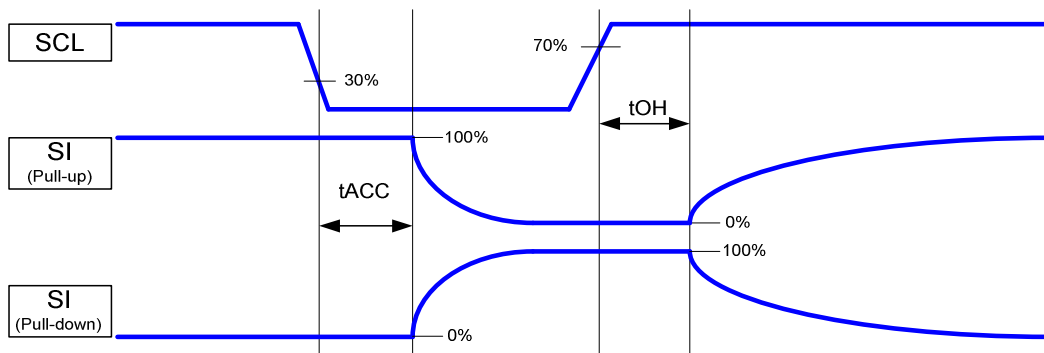 SCL
30%
70%
tOH
SI
(Pull-up)
100%
tACC
0%
100%
SI
(Pull-down)
0%